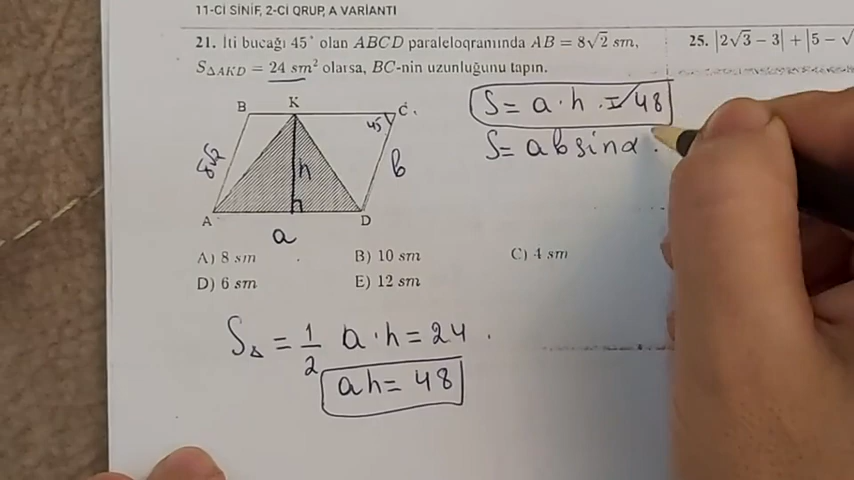 11-Cİ SİNİF, 2-Cİ QRUP, A VARİANTI
21. İti bucağı 45° olan ABCD paraleloqramında AB = 8√2 sm,
S△AKD = 24 sm² olarsa, BC-nin uzunluğunu tapın.
25. |2√3 − 3| + |5 − √
B K C
45
8√2 h b
A D
a
S = a · h = 48
S = a b sin α
A) 8 sm B) 10 sm C) 4 sm
D) 6 sm E) 12 sm
S△ = 1/2 a · h = 24
ah = 48